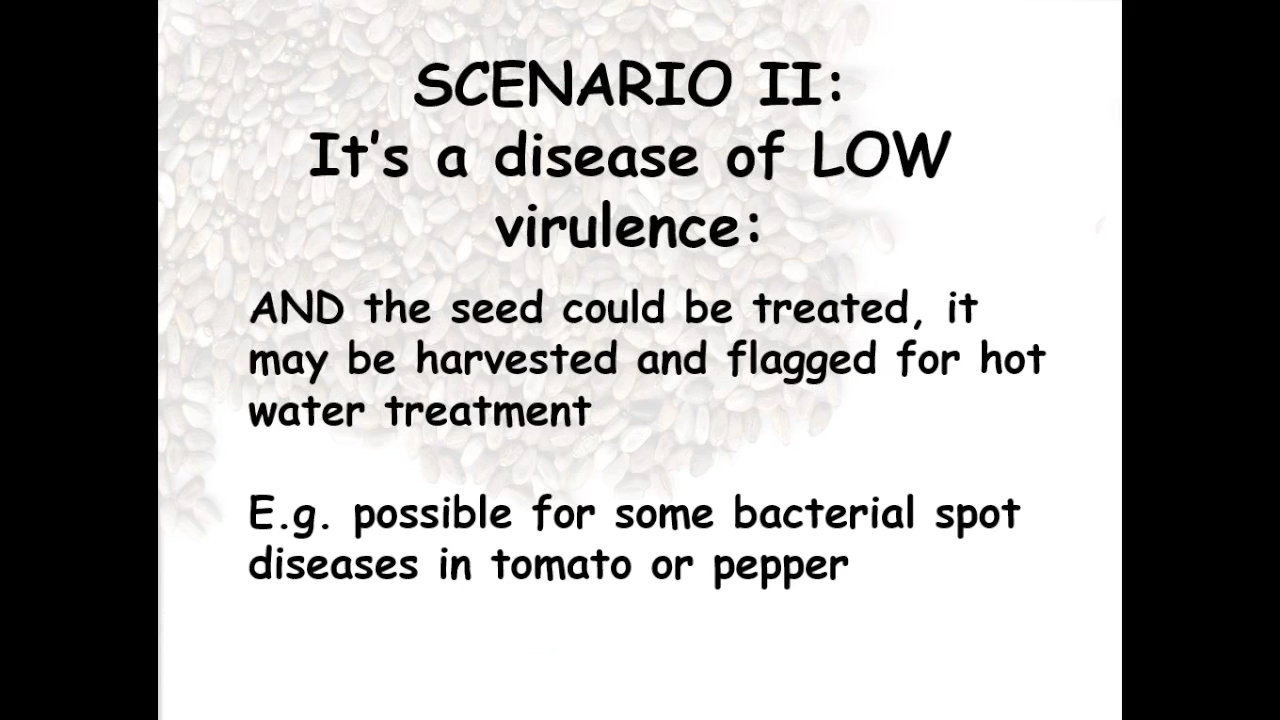 SCENARIO II:
It's a disease of LOW
virulence:
AND the seed could be treated, it
may be harvested and flagged for hot
water treatment
E.g. possible for some bacterial spot
diseases in tomato or pepper